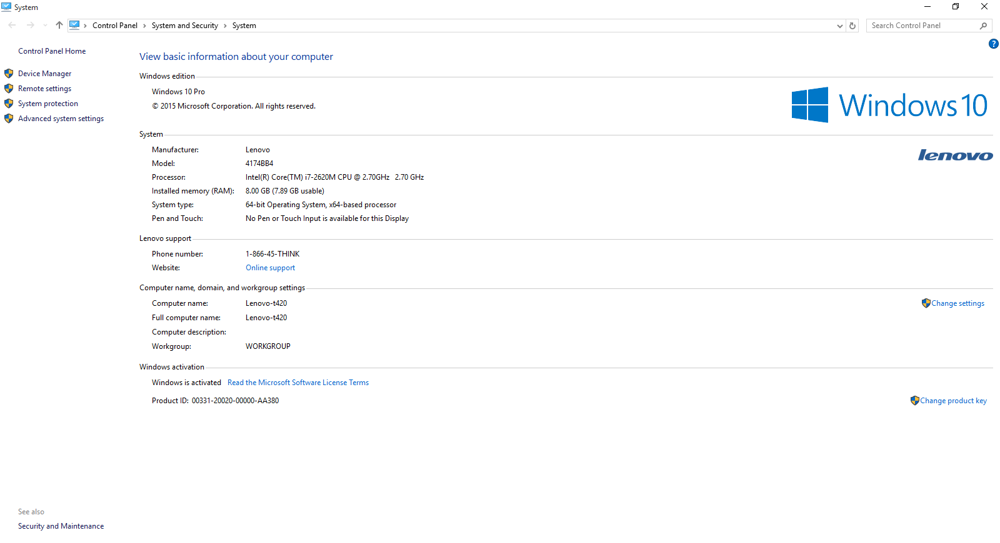 System
Control Panel > System and Security > System
Search Control Panel
?
Control Panel Home
Device Manager
Remote settings
System protection
Advanced system settings
View basic information about your computer
Windows edition
Windows 10 Pro
© 2015 Microsoft Corporation. All rights reserved.
Windows 10
System
Manufacturer: Lenovo
lenovo
Model: 4174BB4
Processor: Intel(R) Core(TM) i7-2620M CPU @ 2.70GHz 2.70 GHz
Installed memory (RAM): 8.00 GB (7.89 GB usable)
System type: 64-bit Operating System, x64-based processor
Pen and Touch: No Pen or Touch Input is available for this Display
Lenovo support
Phone number: 1-866-45-THINK
Website: Online support
Computer name, domain, and workgroup settings
Computer name: Lenovo-t420
Change settings
Full computer name: Lenovo-t420
Computer description:
Workgroup: WORKGROUP
Windows activation
Windows is activated Read the Microsoft Software License Terms
Product ID: 00331-20020-00000-AA380
Change product key
See also
Security and Maintenance